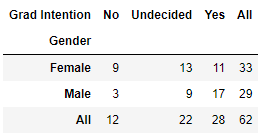 Grad Intention No Undecided Yes All
Gender
Female 9 13 11 33
Male 3 9 17 29
All 12 22 28 62